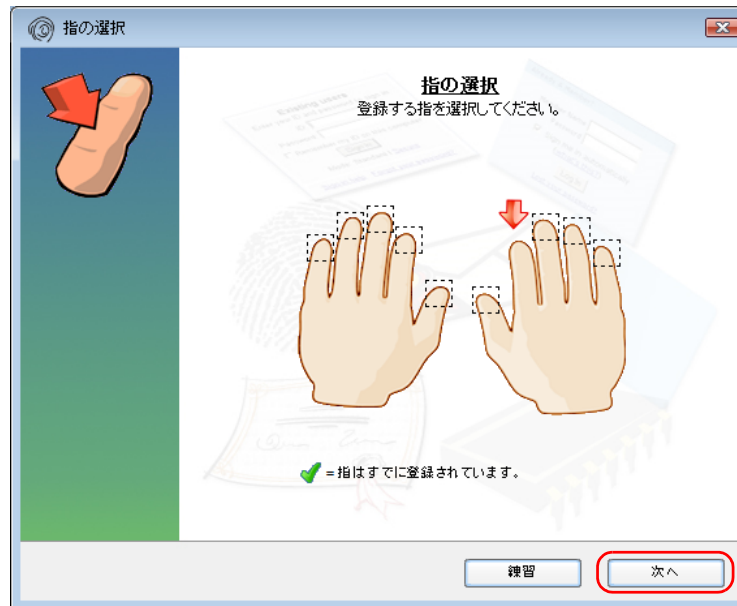 指の選択
指の選択
登録する指を選択してください。
=指はすでに登録されています。
練習
次へ